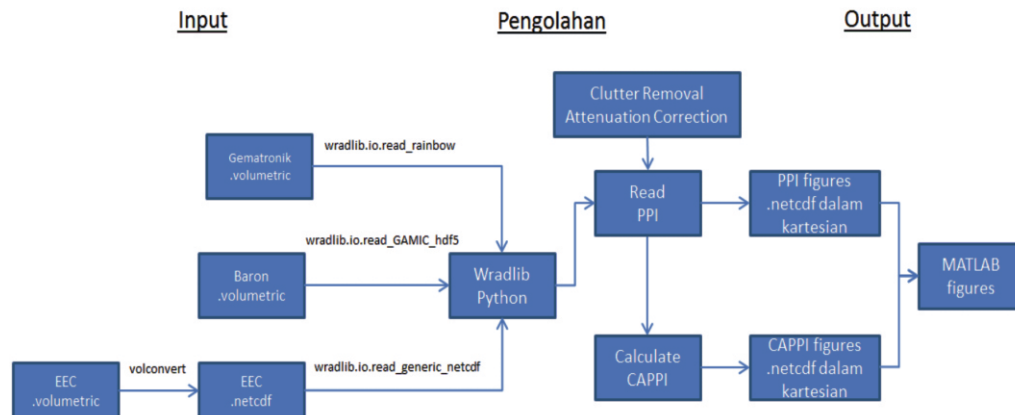 Input
Pengolahan
Output
Clutter Removal
Attenuation Correction
wradlib.io.read_rainbow
Gematronik
.volumetric
Read
PPI
PPI figures
.netcdf dalam
kartesian
wradlib.io.read_GAMIC_hdf5
Baron
.volumetric
Wradlib
Python
MATLAB
figures
volconvert
wradlib.io.read_generic_netcdf
EEC
.volumetric
EEC
.netcdf
Calculate
CAPPI
CAPPI figures
.netcdf dalam
kartesian